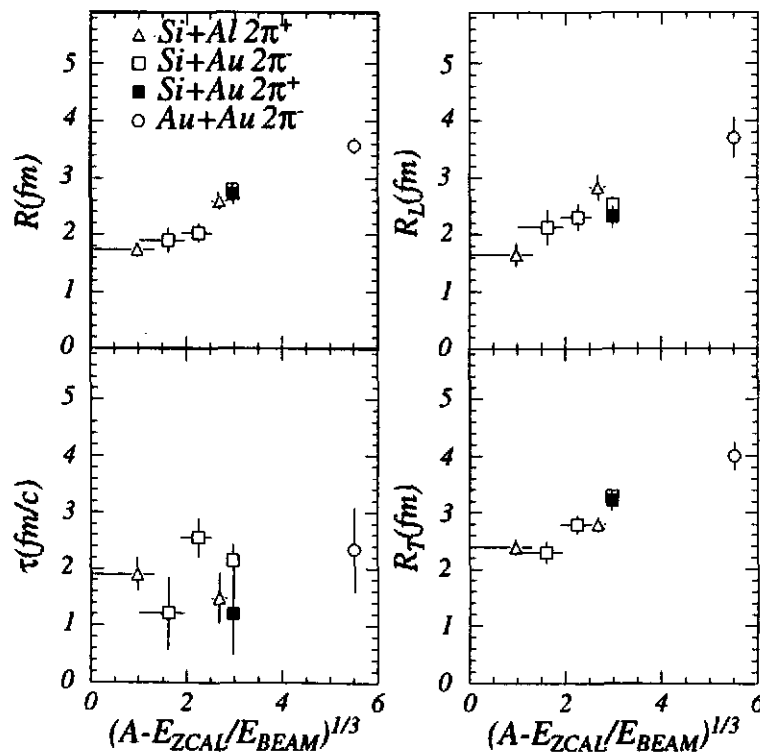 Si+Al 2π⁺
Si+Au 2π⁻
Si+Au 2π⁺
Au+Au 2π⁻
R(fm)
5
4
3
2
1
0
R_L(fm)
5
4
3
2
1
0
τ(fm/c)
5
4
3
2
1
0
R_T(fm)
5
4
3
2
1
0
0 2 4 6
(A-E_ZCAL/E_BEAM)^1/3
0 2 4 6
(A-E_ZCAL/E_BEAM)^1/3